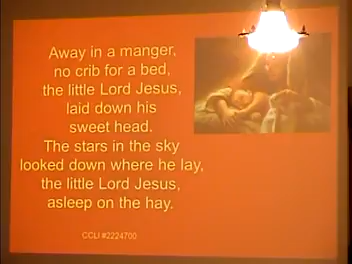 Away in a manger,
no crib for a bed,
the little Lord Jesus,
laid down his
sweet head.
The stars in the sky
looked down where he lay,
the little Lord Jesus,
asleep on the hay.
CCLI #2224700